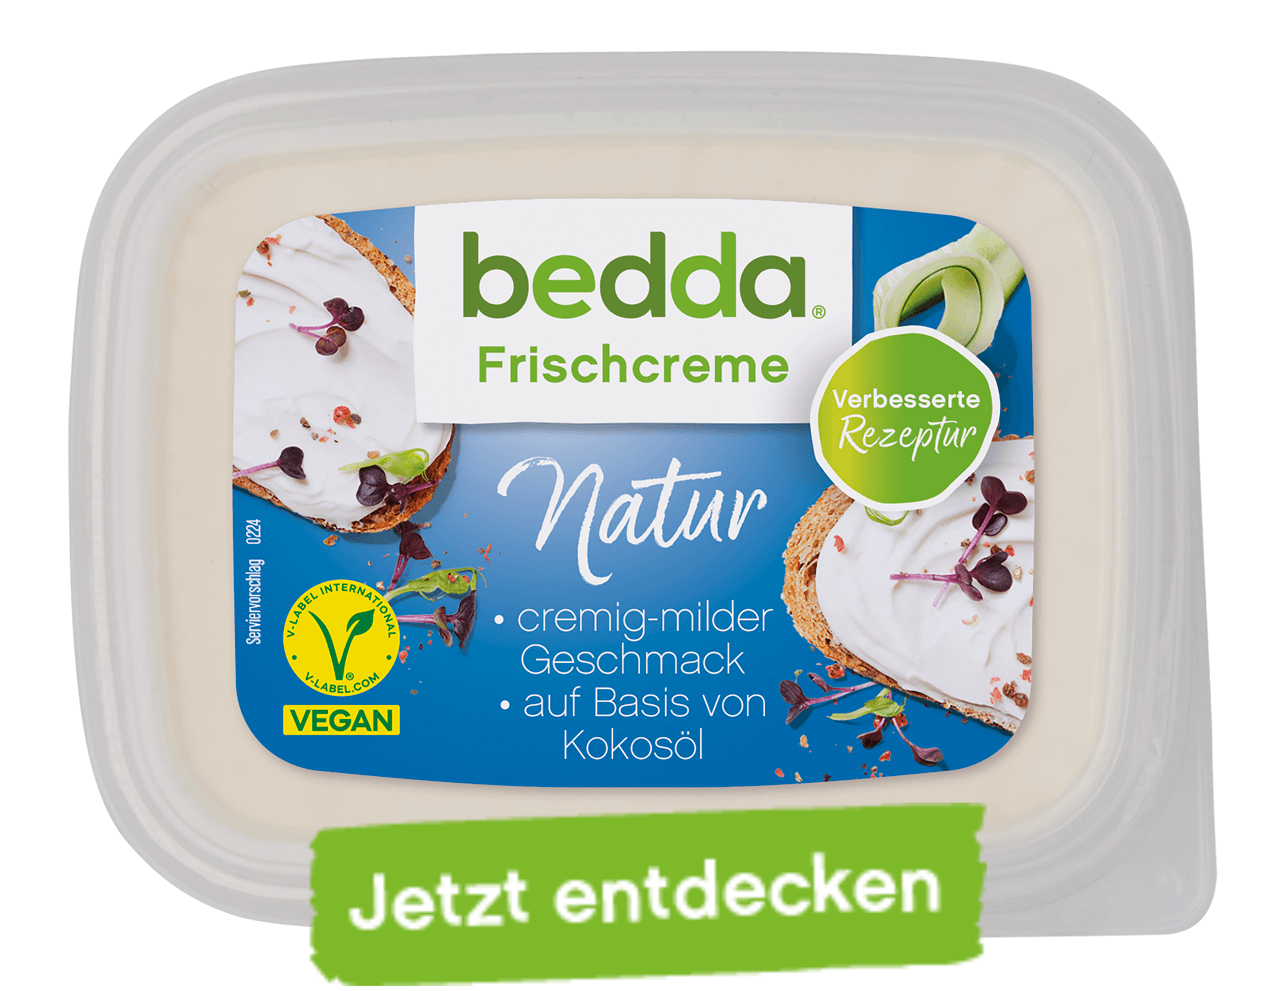 bedda®
Frischcreme
Verbesserte
Rezeptur
Natur
• cremig-milder
Geschmack
• auf Basis von
Kokosöl
Serviervorschlag 0224
V-LABEL INTERNATIONAL
® V-LABEL.COM
VEGAN
Jetzt entdecken